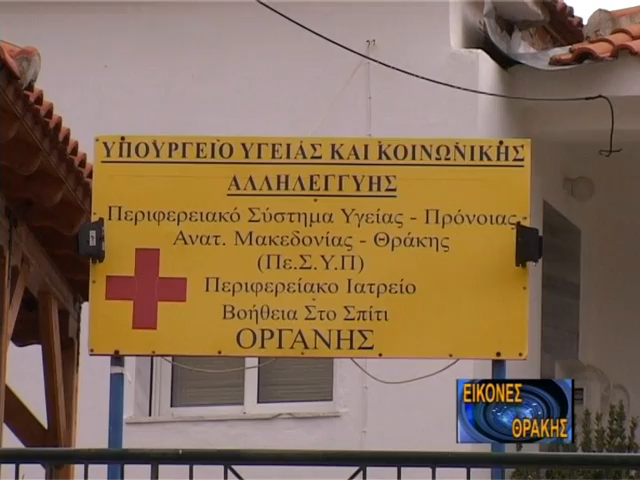 ΥΠΟΥΡΓΕΙΟ ΥΓΕΙΑΣ ΚΑΙ ΚΟΙΝΩΝΙΚΗΣ
ΑΛΛΗΛΕΓΓΥΗΣ
Περιφερειακό Σύστημα Υγείας - Πρόνοιας
Ανατ. Μακεδονίας - Θράκης
(Πε.Σ.Υ.Π)
Περιφερειακο Ιατρείο
Βοήθεια Στο Σπίτι
ΟΡΓΑΝΗΣ
ΕΙΚΟΝΕΣ
ΘΡΑΚΗΣ